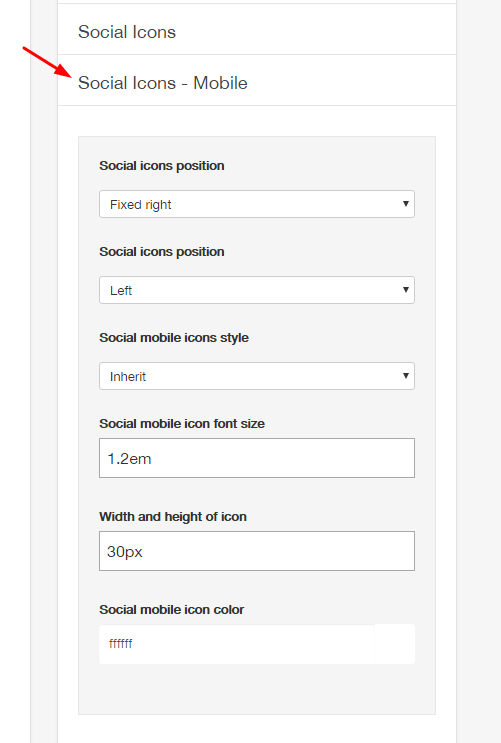 Social Icons
Social Icons - Mobile
Social icons position
Fixed right
Social icons position
Left
Social mobile icons style
Inherit
Social mobile icon font size
1.2em
Width and height of icon
30px
Social mobile icon color
ffffff